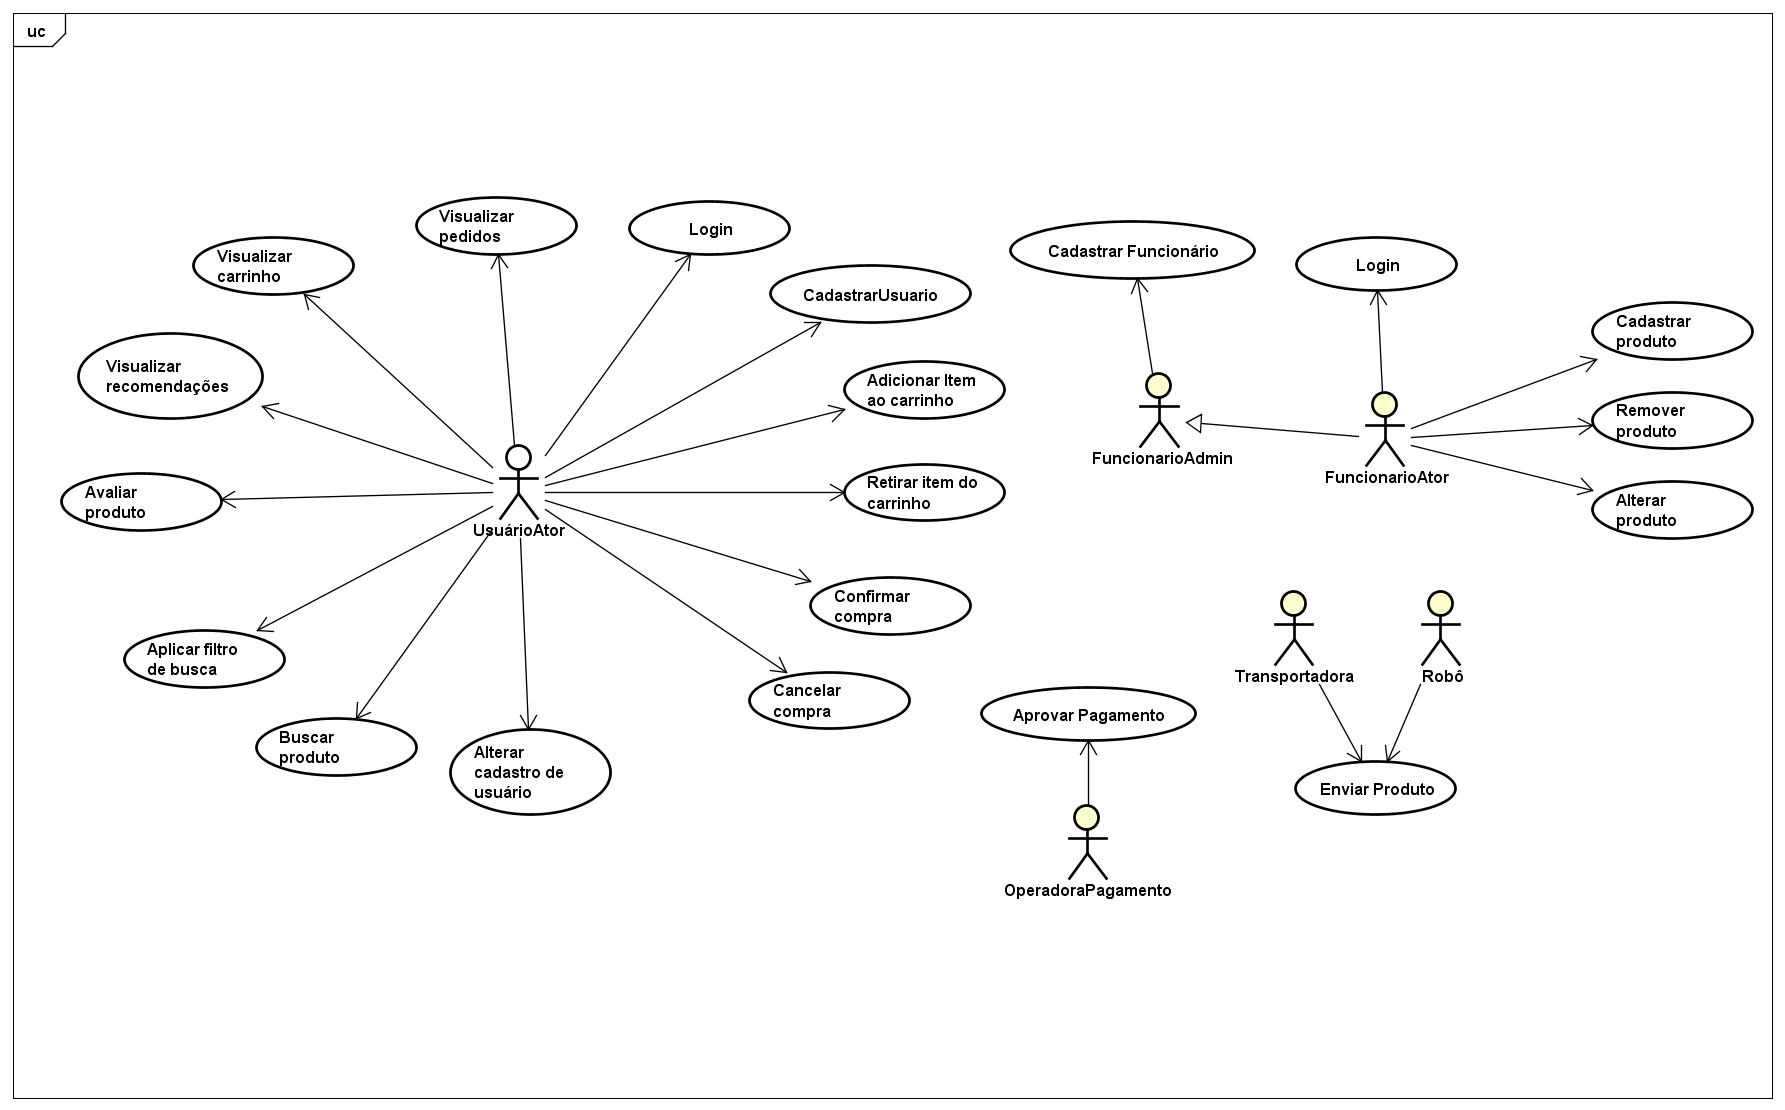 uc
Visualizar
pedidos
Login
Visualizar
carrinho
CadastrarUsuario
Visualizar
recomendações
Adicionar Item
ao carrinho
Avaliar
produto
Retirar item do
carrinho
UsuárioAtor
Confirmar
compra
Aplicar filtro
de busca
Cancelar
compra
Buscar
produto
Alterar
cadastro de
usuário
Cadastrar Funcionário
Login
Cadastrar
produto
Remover
produto
FuncionarioAdmin
FuncionarioAtor
Alterar
produto
Transportadora
Robô
Aprovar Pagamento
Enviar Produto
OperadoraPagamento